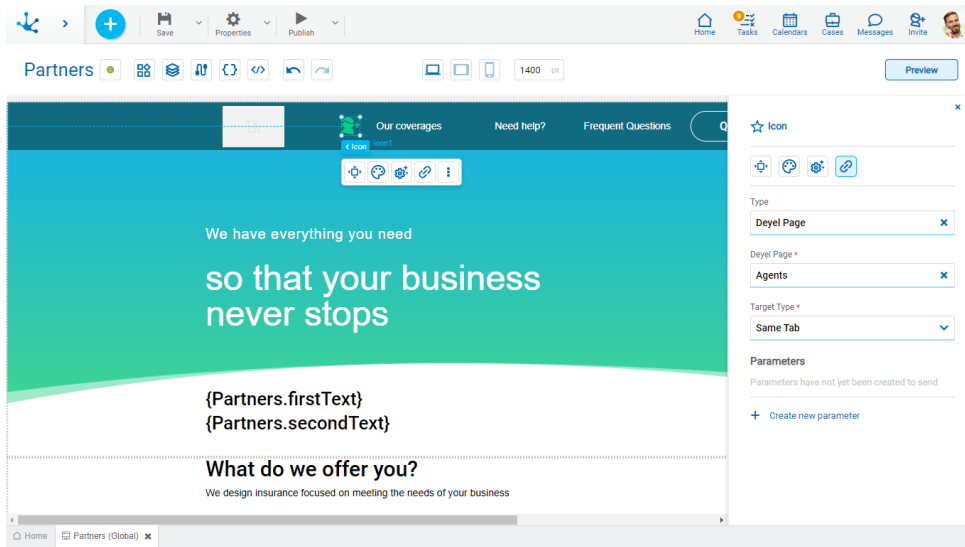 Save
Properties
Publish
Home
9
Tasks
Calendars
Cases
Messages
Invite
Partners
1400 px
Preview
Our coverages
Need help?
Frequent Questions
Q
Icon
icon1
Icon
We have everything you need
so that your business
never stops
Type
Deyel Page
Deyel Page *
Agents
Target Type *
Same Tab
Parameters
Parameters have not yet been created to send
Create new parameter
{Partners.firstText}
{Partners.secondText}
What do we offer you?
We design insurance focused on meeting the needs of your business
Home
Partners (Global)